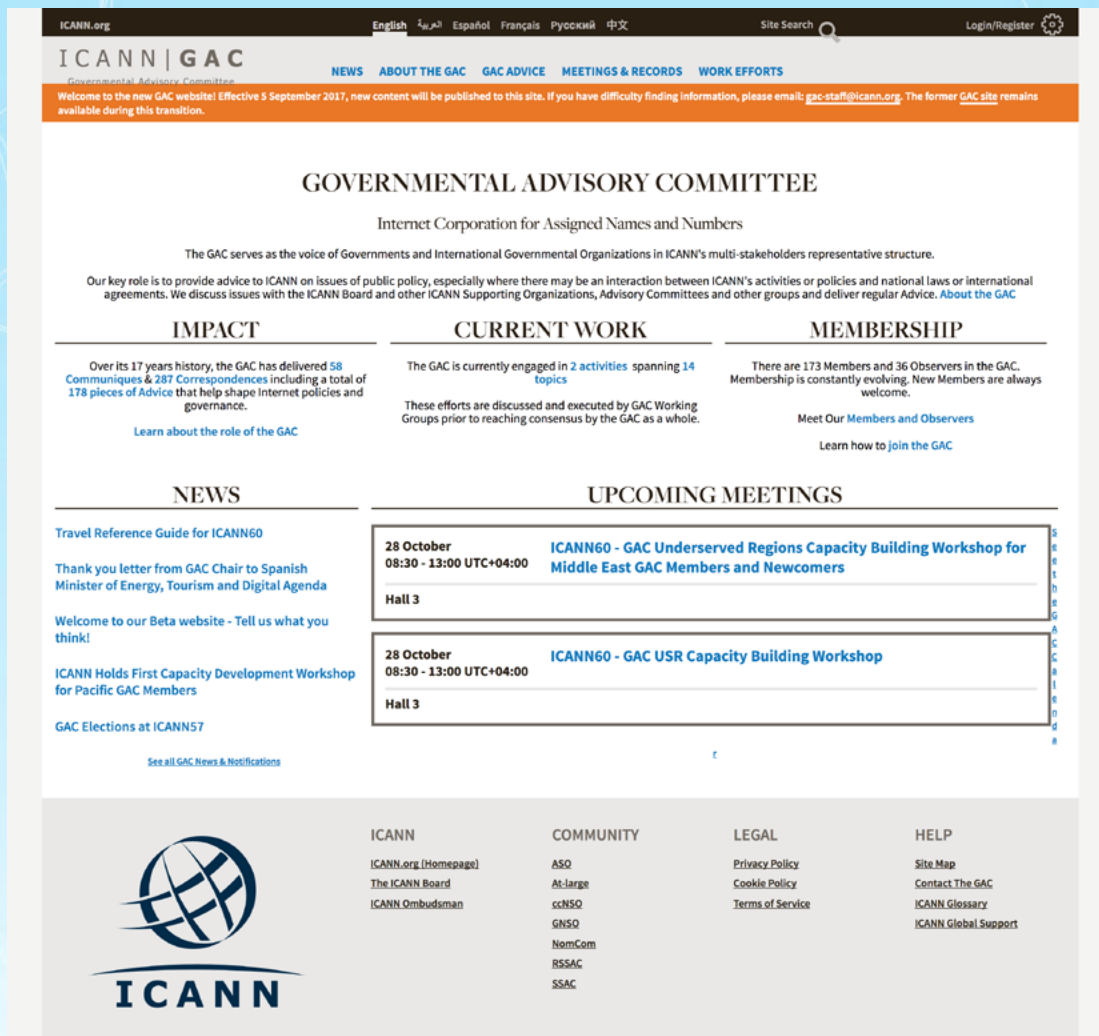 ICANN.org English العربية Español Français Русский 中文 Site Search Login/Register
ICANN|GAC
Governmental Advisory Committee
NEWS ABOUT THE GAC GAC ADVICE MEETINGS & RECORDS WORK EFFORTS
Welcome to the new GAC website! Effective 5 September 2017, new content will be published to this site. If you have difficulty finding information, please email: gac-staff@icann.org. The former GAC site remains
available during this transition.
GOVERNMENTAL ADVISORY COMMITTEE
Internet Corporation for Assigned Names and Numbers
The GAC serves as the voice of Governments and International Governmental Organizations in ICANN's multi-stakeholders representative structure.
Our key role is to provide advice to ICANN on issues of public policy, especially where there may be an interaction between ICANN's activities or policies and national laws or international
agreements. We discuss issues with the ICANN Board and other ICANN Supporting Organizations, Advisory Committees and other groups and deliver regular Advice. About the GAC
IMPACT
Over its 17 years history, the GAC has delivered 58
Communiques & 287 Correspondences including a total of
178 pieces of Advice that help shape Internet policies and
governance.
Learn about the role of the GAC
CURRENT WORK
The GAC is currently engaged in 2 activities spanning 14
topics
These efforts are discussed and executed by GAC Working
Groups prior to reaching consensus by the GAC as a whole.
MEMBERSHIP
There are 173 Members and 36 Observers in the GAC.
Membership is constantly evolving. New Members are always
welcome.
Meet Our Members and Observers
Learn how to join the GAC
NEWS
Travel Reference Guide for ICANN60
Thank you letter from GAC Chair to Spanish
Minister of Energy, Tourism and Digital Agenda
Welcome to our Beta website - Tell us what you
think!
ICANN Holds First Capacity Development Workshop
for Pacific GAC Members
GAC Elections at ICANN57
See all GAC News & Notifications
UPCOMING MEETINGS
28 October
08:30 - 13:00 UTC+04:00
ICANN60 - GAC Underserved Regions Capacity Building Workshop for
Middle East GAC Members and Newcomers
Hall 3
28 October
08:30 - 13:00 UTC+04:00
ICANN60 - GAC USR Capacity Building Workshop
Hall 3
See the GAC Calendar
ICANN
ICANN
ICANN.org (Homepage)
The ICANN Board
ICANN Ombudsman
COMMUNITY
ASO
At-large
ccNSO
GNSO
NomCom
RSSAC
SSAC
LEGAL
Privacy Policy
Cookie Policy
Terms of Service
HELP
Site Map
Contact The GAC
ICANN Glossary
ICANN Global Support